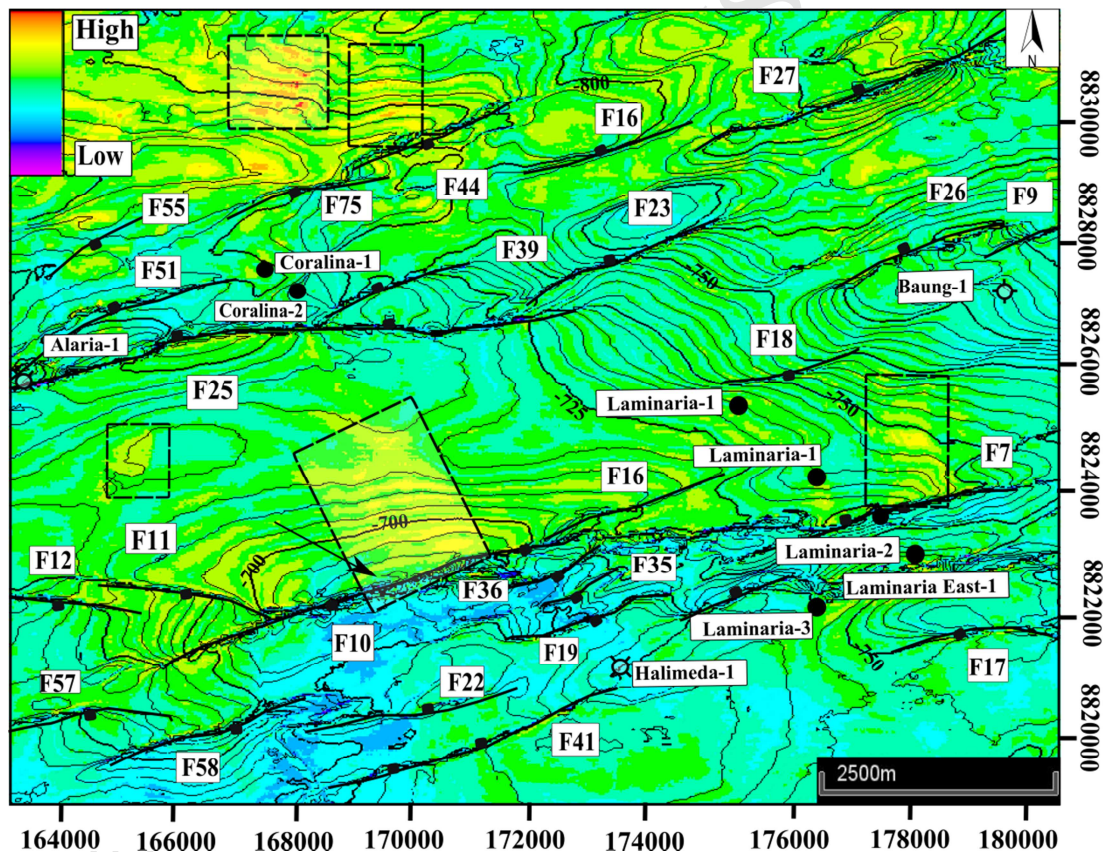 High
Low
N
F27
-800
F16
F44
F75
F55
F51
F23
F39
F26
F9
Coralina-1
Coralina-2
Alaria-1
-750
Baung-1
F25
F18
-725
Laminaria-1
-750
Laminaria-1
F16
F7
-700
F12
F11
700
Laminaria-2
F35
F36
Laminaria East-1
Laminaria-3
F10
F19
Halimeda-1
-750
F17
F57
F22
F41
F58
2500m
8830000
8828000
8826000
8824000
8822000
8820000
164000 166000 168000 170000 172000 174000 176000 178000 180000